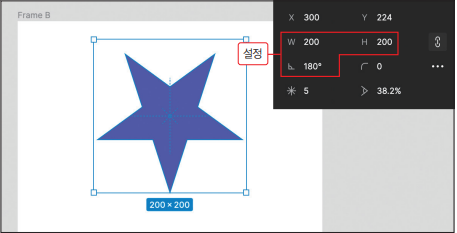 Frame B
X 300 Y 224
설정
W 200 H 200
180° 0
5 38.2%
200 × 200